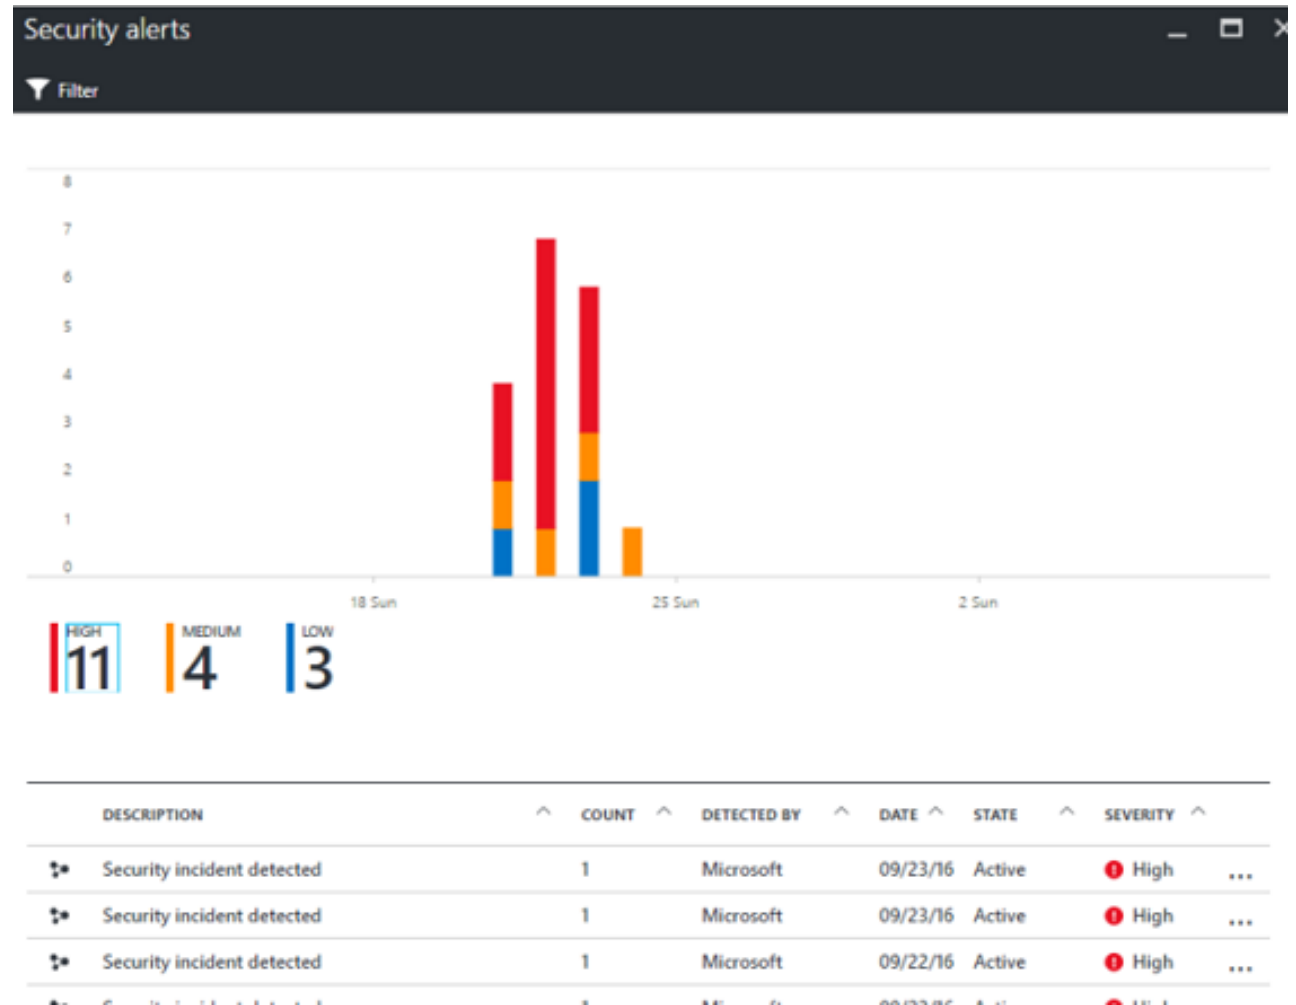 Security alerts
Filter
8
7
6
5
4
3
2
1
0
18 Sun 25 Sun 2 Sun
HIGH MEDIUM LOW
11 4 3
DESCRIPTION COUNT DETECTED BY DATE STATE SEVERITY
Security incident detected 1 Microsoft 09/23/16 Active High ...
Security incident detected 1 Microsoft 09/23/16 Active High ...
Security incident detected 1 Microsoft 09/22/16 Active High ...